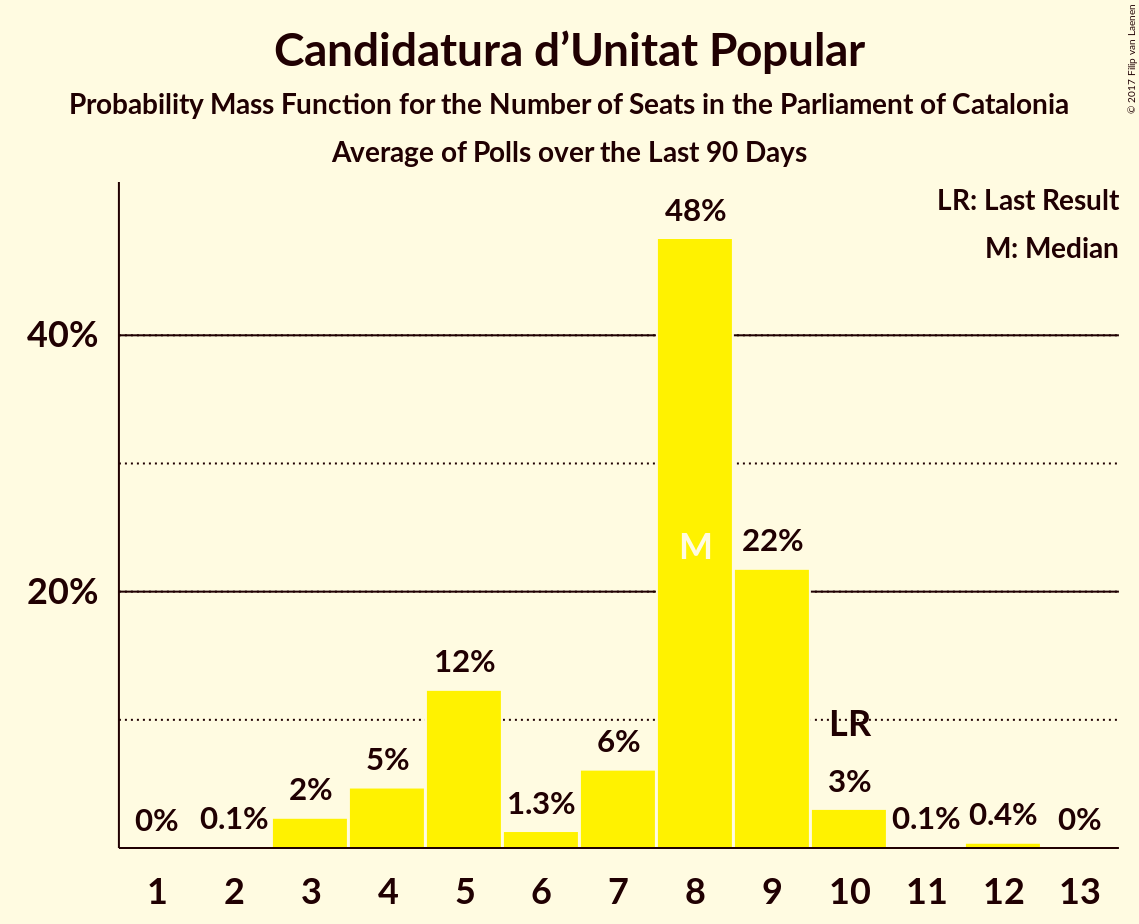 Candidatura d’Unitat Popular
Probability Mass Function for the Number of Seats in the Parliament of Catalonia
Average of Polls over the Last 90 Days
© 2017 Filip van Laenen
LR: Last Result
M: Median
40%
20%
0%
0.1%
2%
5%
12%
1.3%
6%
48%
M
22%
LR
3%
0.1%
0.4%
0%
1 2 3 4 5 6 7 8 9 10 11 12 13